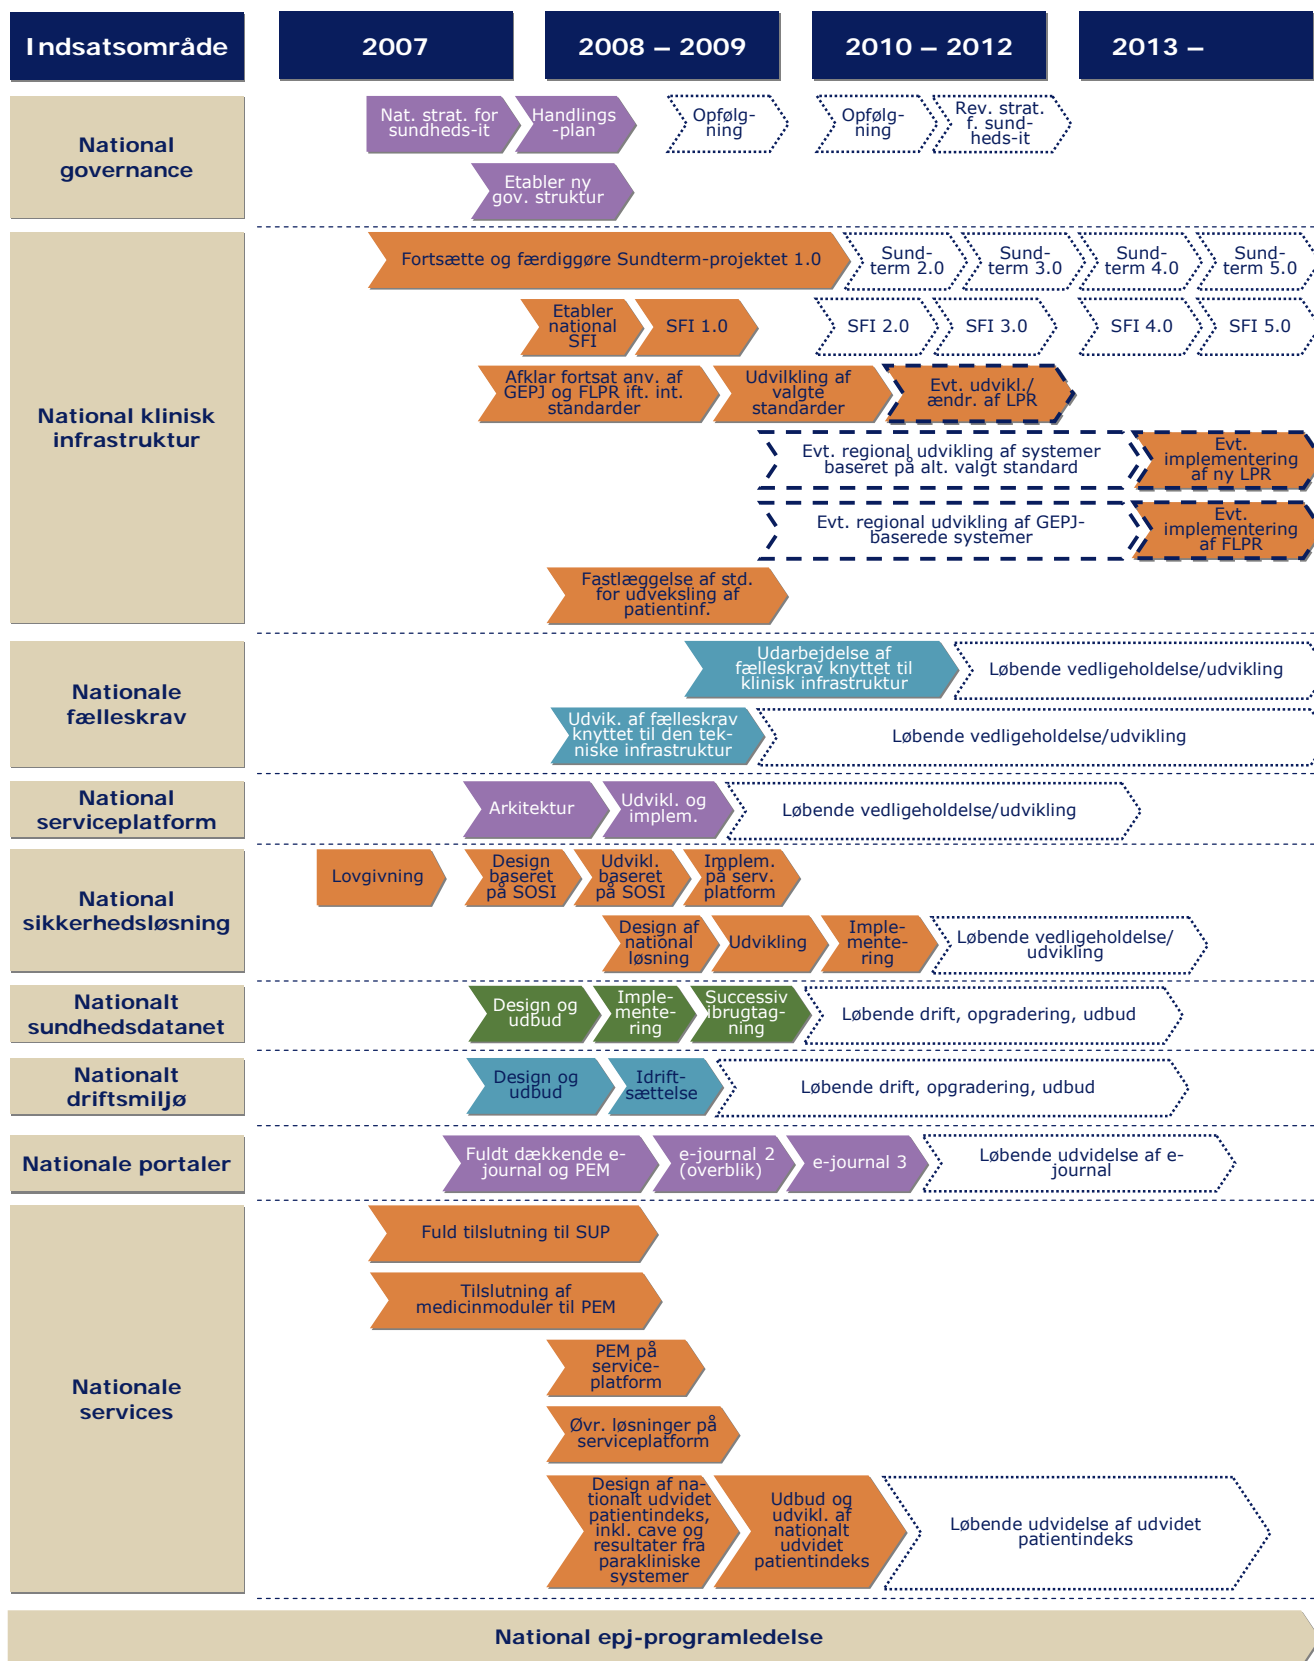 Indsatsområde
2007
2008 – 2009
2010 – 2012
2013 –
National
governance
Nat. strat. for
sundheds-it
Handlings
-plan
Opfølg-
ning
Opfølg-
ning
Rev. strat.
f. sund-
heds-it
Etabler ny
gov. struktur
National klinisk
infrastruktur
Fortsætte og færdiggøre Sundterm-projektet 1.0
Sund-
term 2.0
Sund-
term 3.0
Sund-
term 4.0
Sund-
term 5.0
Etabler
national
SFI
SFI 1.0
SFI 2.0
SFI 3.0
SFI 4.0
SFI 5.0
Afklar fortsat anv. af
GEPJ og FLPR ift. int.
standarder
Udvilkling af
valgte
standarder
Evt. udvikl./
ændr. af LPR
Evt. regional udvikling af systemer
baseret på alt. valgt standard
Evt.
implementering
af ny LPR
Evt. regional udvikling af GEPJ-
baserede systemer
Evt.
implementering
af FLPR
Fastlæggelse af std.
for udveksling af
patientinf.
Nationale
fælleskrav
Udarbejdelse af
fælleskrav knyttet til
klinisk infrastruktur
Løbende vedligeholdelse/udvikling
Udvik. af fælleskrav
knyttet til den tek-
niske infrastruktur
Løbende vedligeholdelse/udvikling
National
serviceplatform
Arkitektur
Udvikl. og
implem.
Løbende vedligeholdelse/udvikling
National
sikkerhedsløsning
Lovgivning
Design
baseret
på SOSI
Udvikl.
baseret
på SOSI
Implem.
på serv.
platform
Design af
national
løsning
Udvikling
Imple-
mente-
ring
Løbende vedligeholdelse/
udvikling
Nationalt
sundhedsdatanet
Design og
udbud
Imple-
mente-
ring
Successiv
ibrugtag-
ning
Løbende drift, opgradering, udbud
Nationalt
driftsmiljø
Design og
udbud
Idrift-
sættelse
Løbende drift, opgradering, udbud
Nationale portaler
Fuldt dækkende e-
journal og PEM
e-journal 2
(overblik)
e-journal 3
Løbende udvidelse af e-
journal
Nationale
services
Fuld tilslutning til SUP
Tilslutning af
medicinmoduler til PEM
PEM på
service-
platform
Øvr. løsninger på
serviceplatform
Design af na-
tionalt udvidet
patientindeks,
inkl. cave og
resultater fra
parakliniske
systemer
Udbud og
udvikl. af
nationalt
udvidet
patientindeks
Løbende udvidelse af udvidet
patientindeks
National epj-programledelse